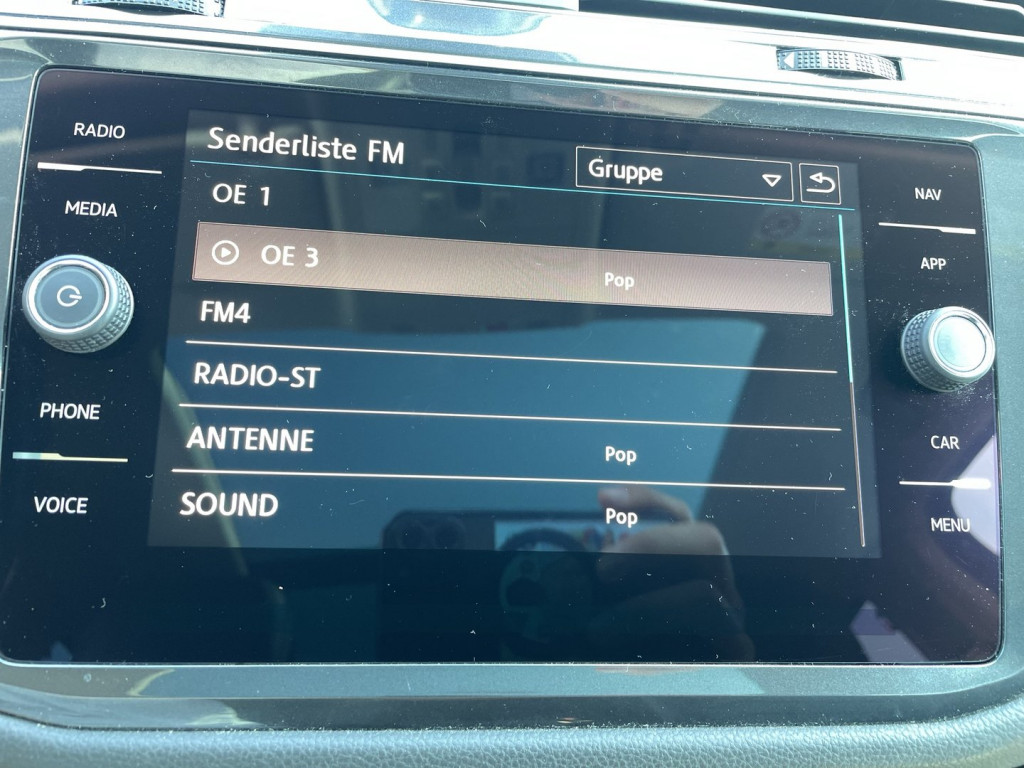 RADIO
MEDIA
PHONE
VOICE
Senderliste FM
Gruppe
OE 1
OE 3 Pop
FM4
RADIO-ST
ANTENNE Pop
SOUND Pop
NAV
APP
CAR
MENU